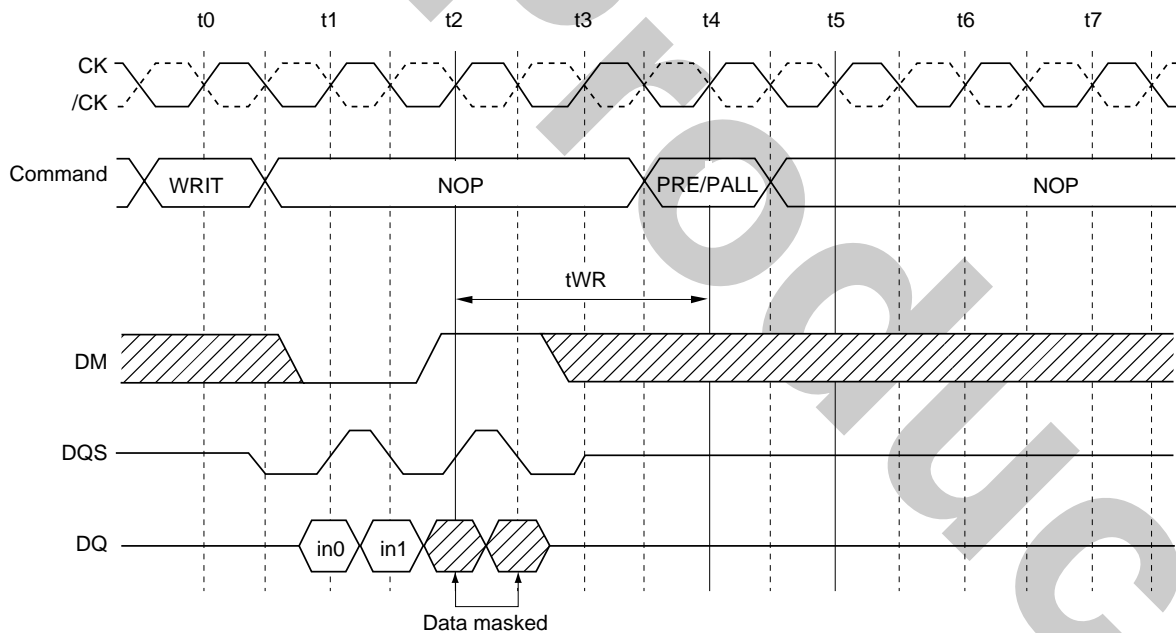 t0 t1 t2 t3 t4 t5 t6 t7
CK
/CK
Command WRIT NOP PRE/PALL NOP
tWR
DM
DQS
DQ in0 in1
Data masked
roduc